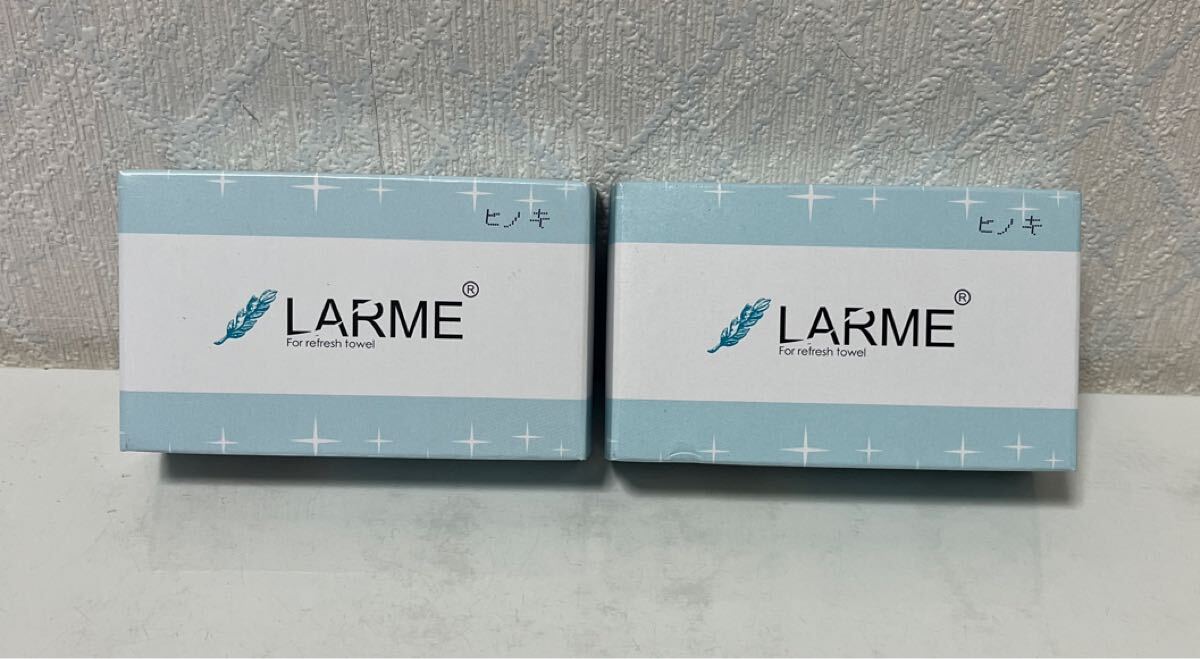 ヒノキ
LARME®
For refresh towel
ヒノキ
LARME®
For refresh towel